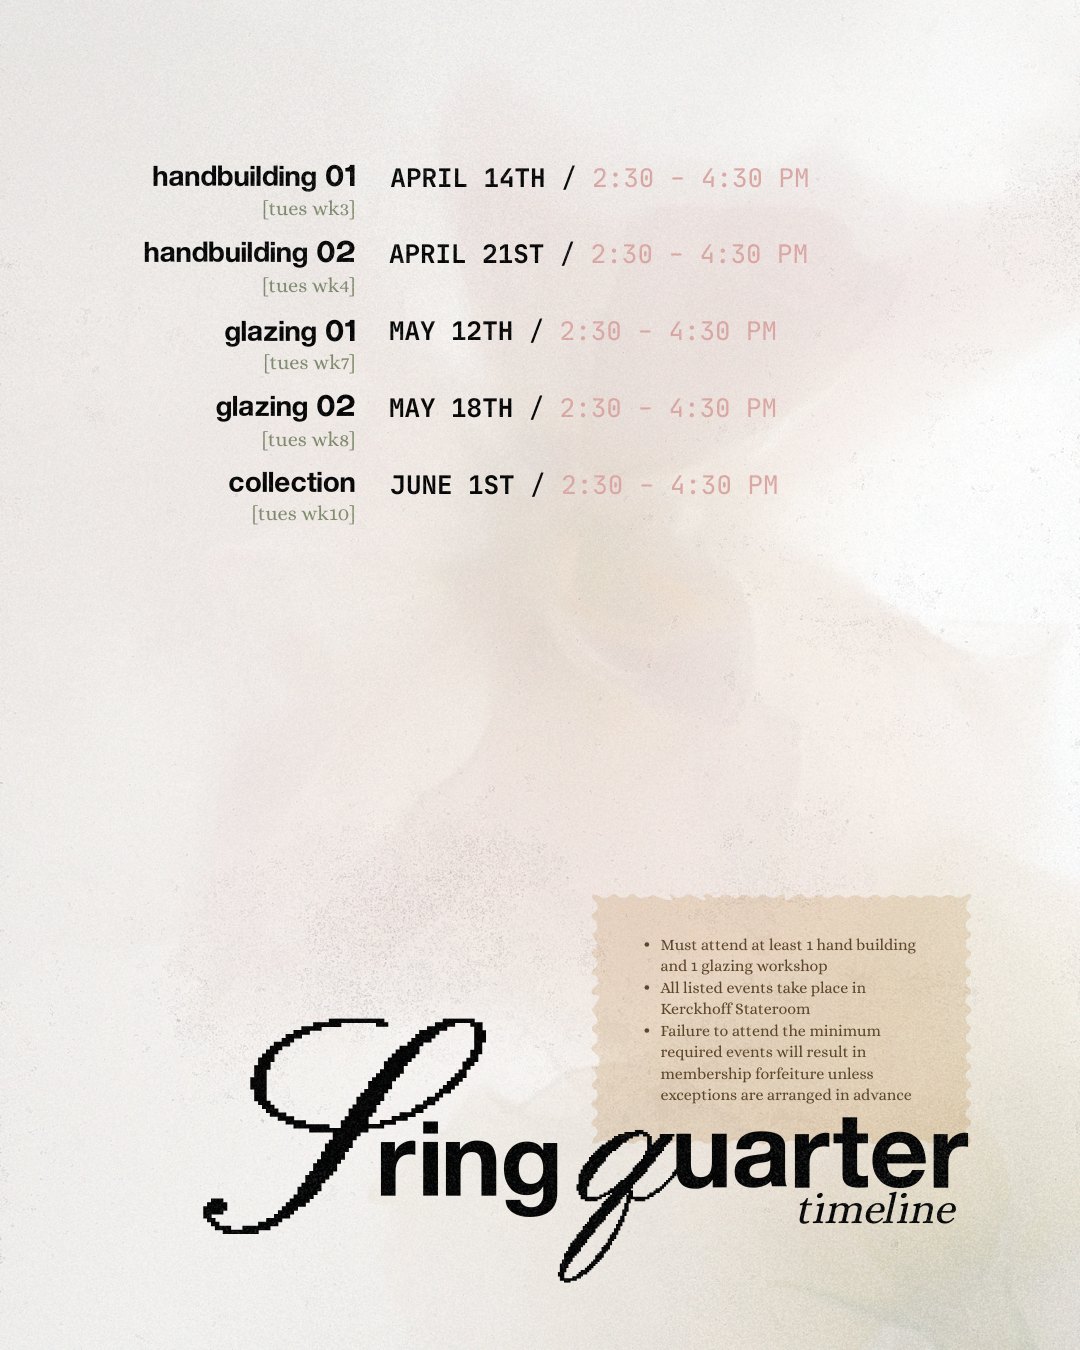 handbuilding 01 APRIL 14TH / 2:30 - 4:30 PM
[tues wk3]
handbuilding 02 APRIL 21ST / 2:30 - 4:30 PM
[tues wk4]
glazing 01 MAY 12TH / 2:30 - 4:30 PM
[tues wk7]
glazing 02 MAY 18TH / 2:30 - 4:30 PM
[tues wk8]
collection JUNE 1ST / 2:30 - 4:30 PM
[tues wk10]
• Must attend at least 1 hand building
and 1 glazing workshop
• All listed events take place in
Kerckhoff Stateroom
• Failure to attend the minimum
required events will result in
membership forfeiture unless
exceptions are arranged in advance
Sring quarter
timeline